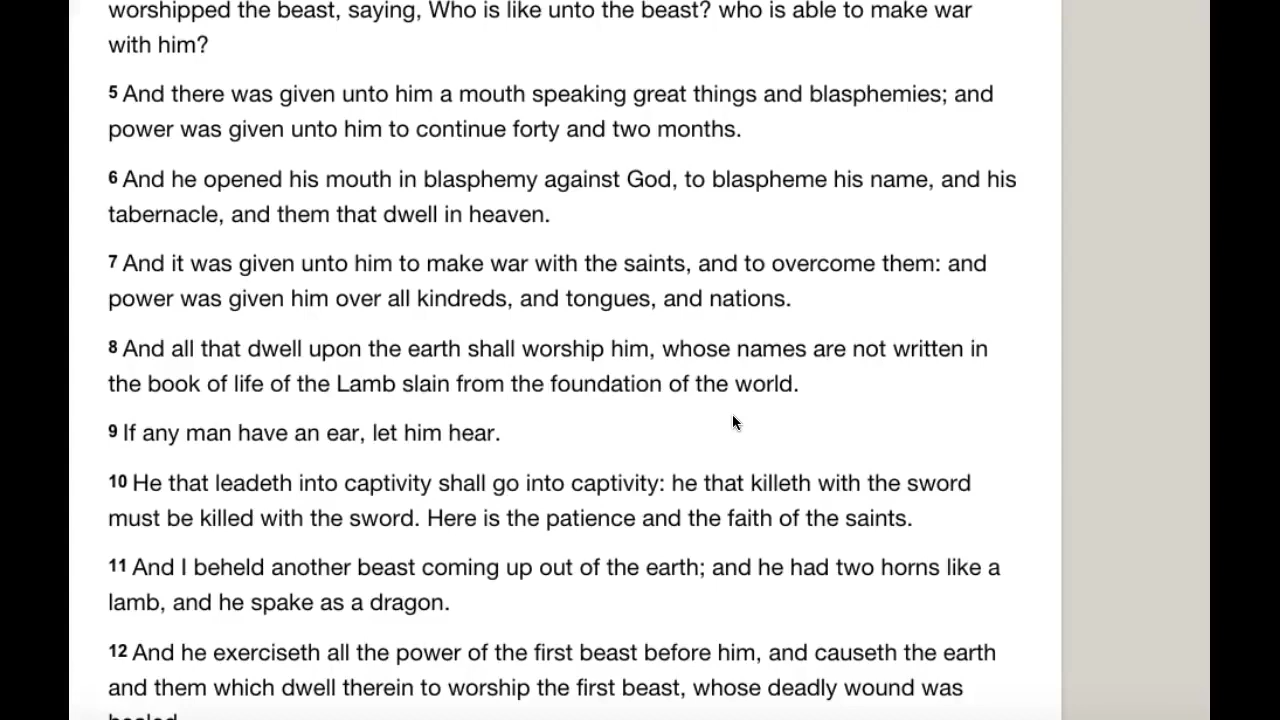 worshipped the beast, saying, Who is like unto the beast? who is able to make war
with him?
5 And there was given unto him a mouth speaking great things and blasphemies; and
power was given unto him to continue forty and two months.
6 And he opened his mouth in blasphemy against God, to blaspheme his name, and his
tabernacle, and them that dwell in heaven.
7 And it was given unto him to make war with the saints, and to overcome them: and
power was given him over all kindreds, and tongues, and nations.
8 And all that dwell upon the earth shall worship him, whose names are not written in
the book of life of the Lamb slain from the foundation of the world.
9 If any man have an ear, let him hear.
10 He that leadeth into captivity shall go into captivity: he that killeth with the sword
must be killed with the sword. Here is the patience and the faith of the saints.
11 And I beheld another beast coming up out of the earth; and he had two horns like a
lamb, and he spake as a dragon.
12 And he exerciseth all the power of the first beast before him, and causeth the earth
and them which dwell therein to worship the first beast, whose deadly wound was
healed